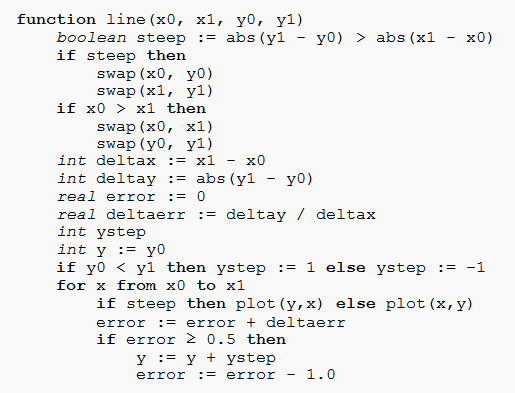 function line(x0, x1, y0, y1)
    boolean steep := abs(y1 - y0) > abs(x1 - x0)
    if steep then
        swap(x0, y0)
        swap(x1, y1)
    if x0 > x1 then
        swap(x0, x1)
        swap(y0, y1)
    int deltax := x1 - x0
    int deltay := abs(y1 - y0)
    real error := 0
    real deltaerr := deltay / deltax
    int ystep
    int y := y0
    if y0 < y1 then ystep := 1 else ystep := -1
    for x from x0 to x1
        if steep then plot(y,x) else plot(x,y)
        error := error + deltaerr
        if error ≥ 0.5 then
            y := y + ystep
            error := error - 1.0